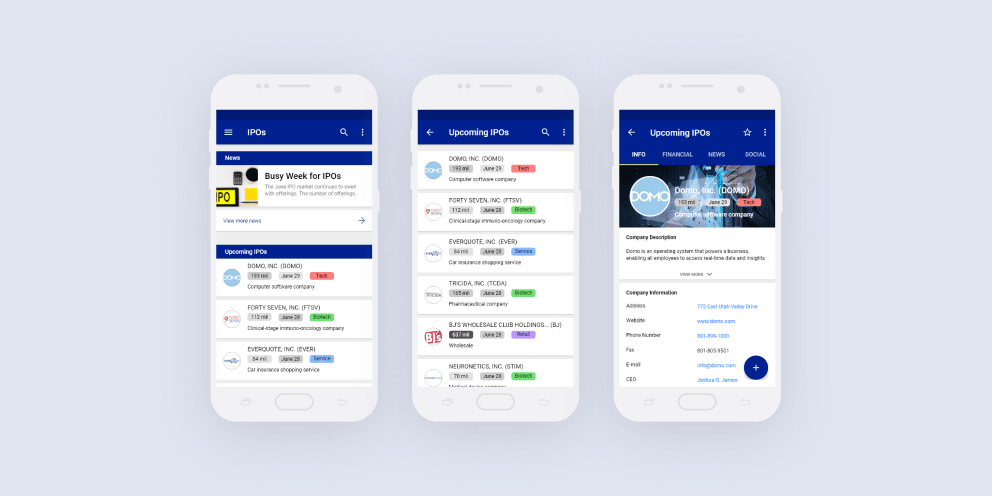 IPOs
News
IPO
Busy Week for IPOs
The June IPO market continues to swell
with offerings. The number of offerings,
View more news
Upcoming IPOs
DOMO, INC. (DOMO)
DOMO
193 mil June 29 Tech
Computer software company
FORTY SEVEN, INC. (FTSV)
112 mil June 28 Biotech
Clinical-stage immuno-oncology company
EVERQUOTE, INC. (EVER)
84 mil June 28 Service
Car insurance shopping service
Upcoming IPOs
DOMO, INC. (DOMO)
DOMO
193 mil June 29 Tech
Computer software company
FORTY SEVEN, INC. (FTSV)
112 mil June 28 Biotech
Clinical-stage immuno-oncology company
EVERQUOTE, INC. (EVER)
84 mil June 28 Service
Car insurance shopping service
TRICIDA, INC. (TCDA)
TRICIDA
165 mil June 28 Biotech
Pharmaceutical company
BJ'S WHOLESALE CLUB HOLDINGS... (BJ)
BJ's
637 mil June 28 Retail
Wholesale
NEURONETICS, INC. (STIM)
70 mil June 28 Biotech
Medical device company
Upcoming IPOs
INFO FINANCIAL NEWS SOCIAL
DOMO
Domo, Inc. (DOMO)
193 mil June 29 Tech
Computer software company
Company Description
Domo is an operating system that powers a business,
enabling all employees to access real-time data and insights
VIEW MORE
Company Information
Address 772 East Utah Valley Drive
Website www.domo.com
Phone Number 801-899-1000
Fax 801-805-9501
E-mail info@domo.com
CEO Joshua G. James